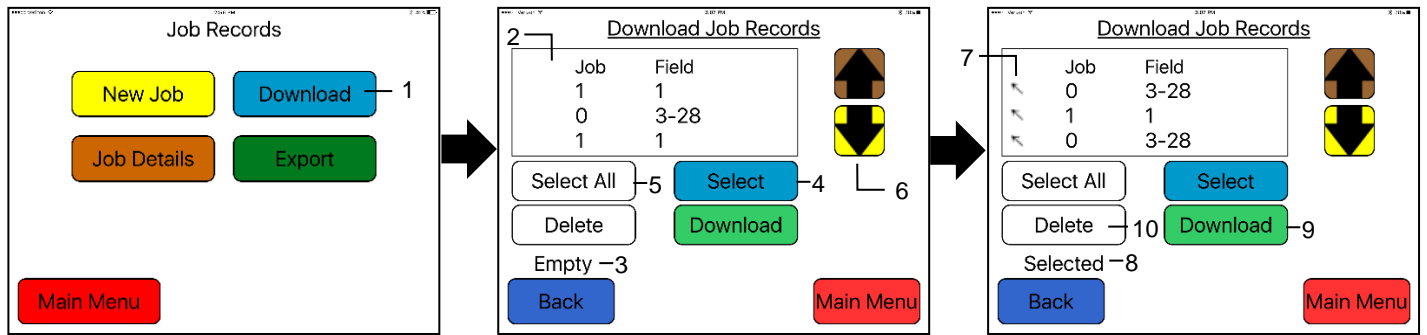 Job Records
New Job
Download
1
Job Details
Export
Main Menu
Download Job Records
2
Job Field
1 1
0 3-28
1 1
Select All
5
Select
4
6
Delete
Download
Empty
3
Back
Main Menu
Download Job Records
7
Job Field
0 3-28
1 1
0 3-28
Select All
Select
Delete
10
Download
9
Selected
8
Back
Main Menu